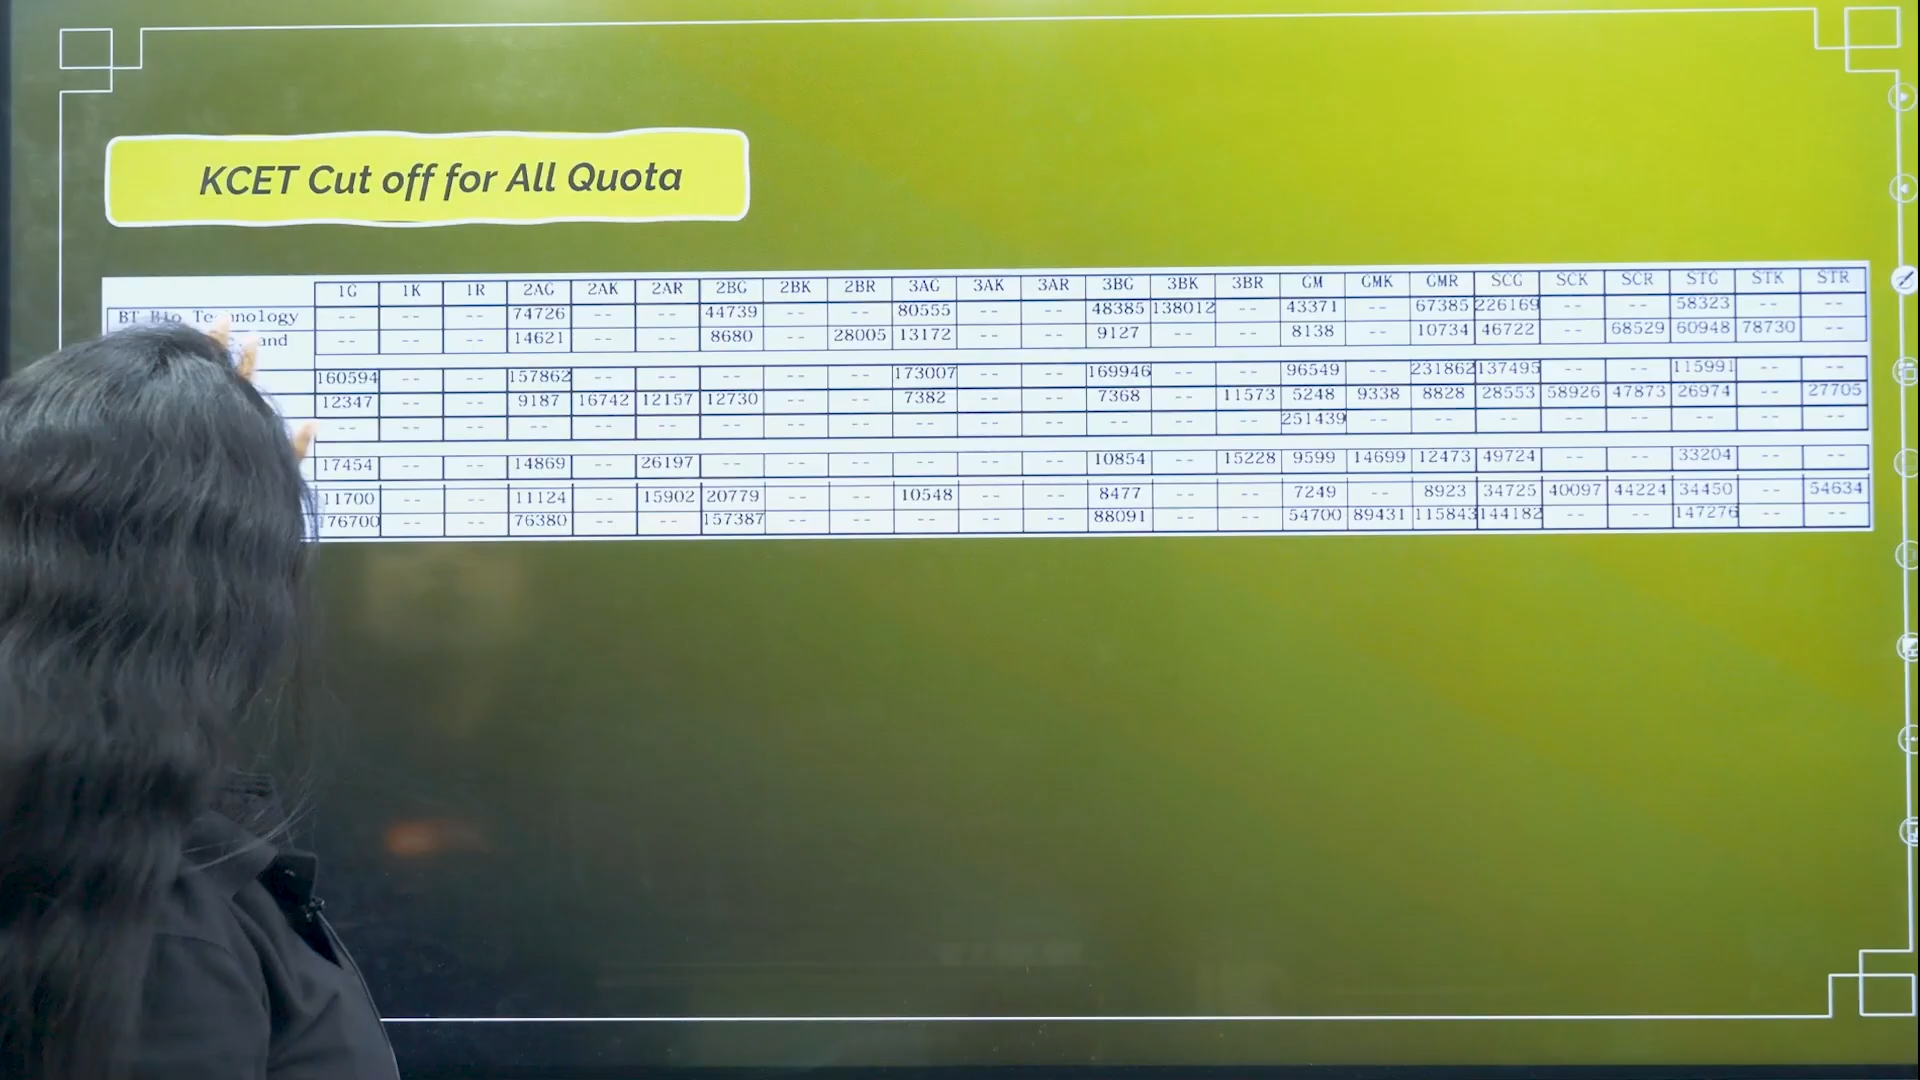 KCET Cut off for All Quota
1G 1K 1R 2AG 2AK 2AR 2BG 2BK 2BR 3AG 3AK 3AR 3BG 3BK 3BR GM GMK GMR SCG SCK SCR STG STK STR
BT Bio Technology -- -- -- 74726 -- -- 44739 -- -- 80555 -- -- 48385 138012 -- 43371 -- 67385 226169 -- -- 58323 -- --
and -- -- -- 14621 -- -- 8680 -- 28005 13172 -- -- 9127 -- -- 8138 -- 10734 46722 -- 68529 60948 78730 --
160594 -- -- 157862 -- -- -- -- -- 173007 -- -- 169946 -- -- 96549 -- 231862 137495 -- -- 115991 -- --
12347 -- -- 9187 16742 12157 12730 -- -- 7382 -- -- 7368 -- 11573 5248 9338 8828 28553 58926 47873 26974 -- 27705
-- -- -- -- -- -- -- -- -- -- -- -- -- -- -- 251439 -- -- -- -- -- -- -- --
17454 -- -- 14869 -- 26197 -- -- -- -- -- -- 10854 -- 15228 9599 14699 12473 49724 -- -- 33204 -- --
11700 -- -- 11124 -- 15902 20779 -- -- 10548 -- -- 8477 -- -- 7249 -- 8923 34725 40097 44224 34450 -- 54634
176700 -- -- 76380 -- -- 157387 -- -- -- -- -- 88091 -- -- 54700 89431 115843 144182 -- -- 147276 -- --